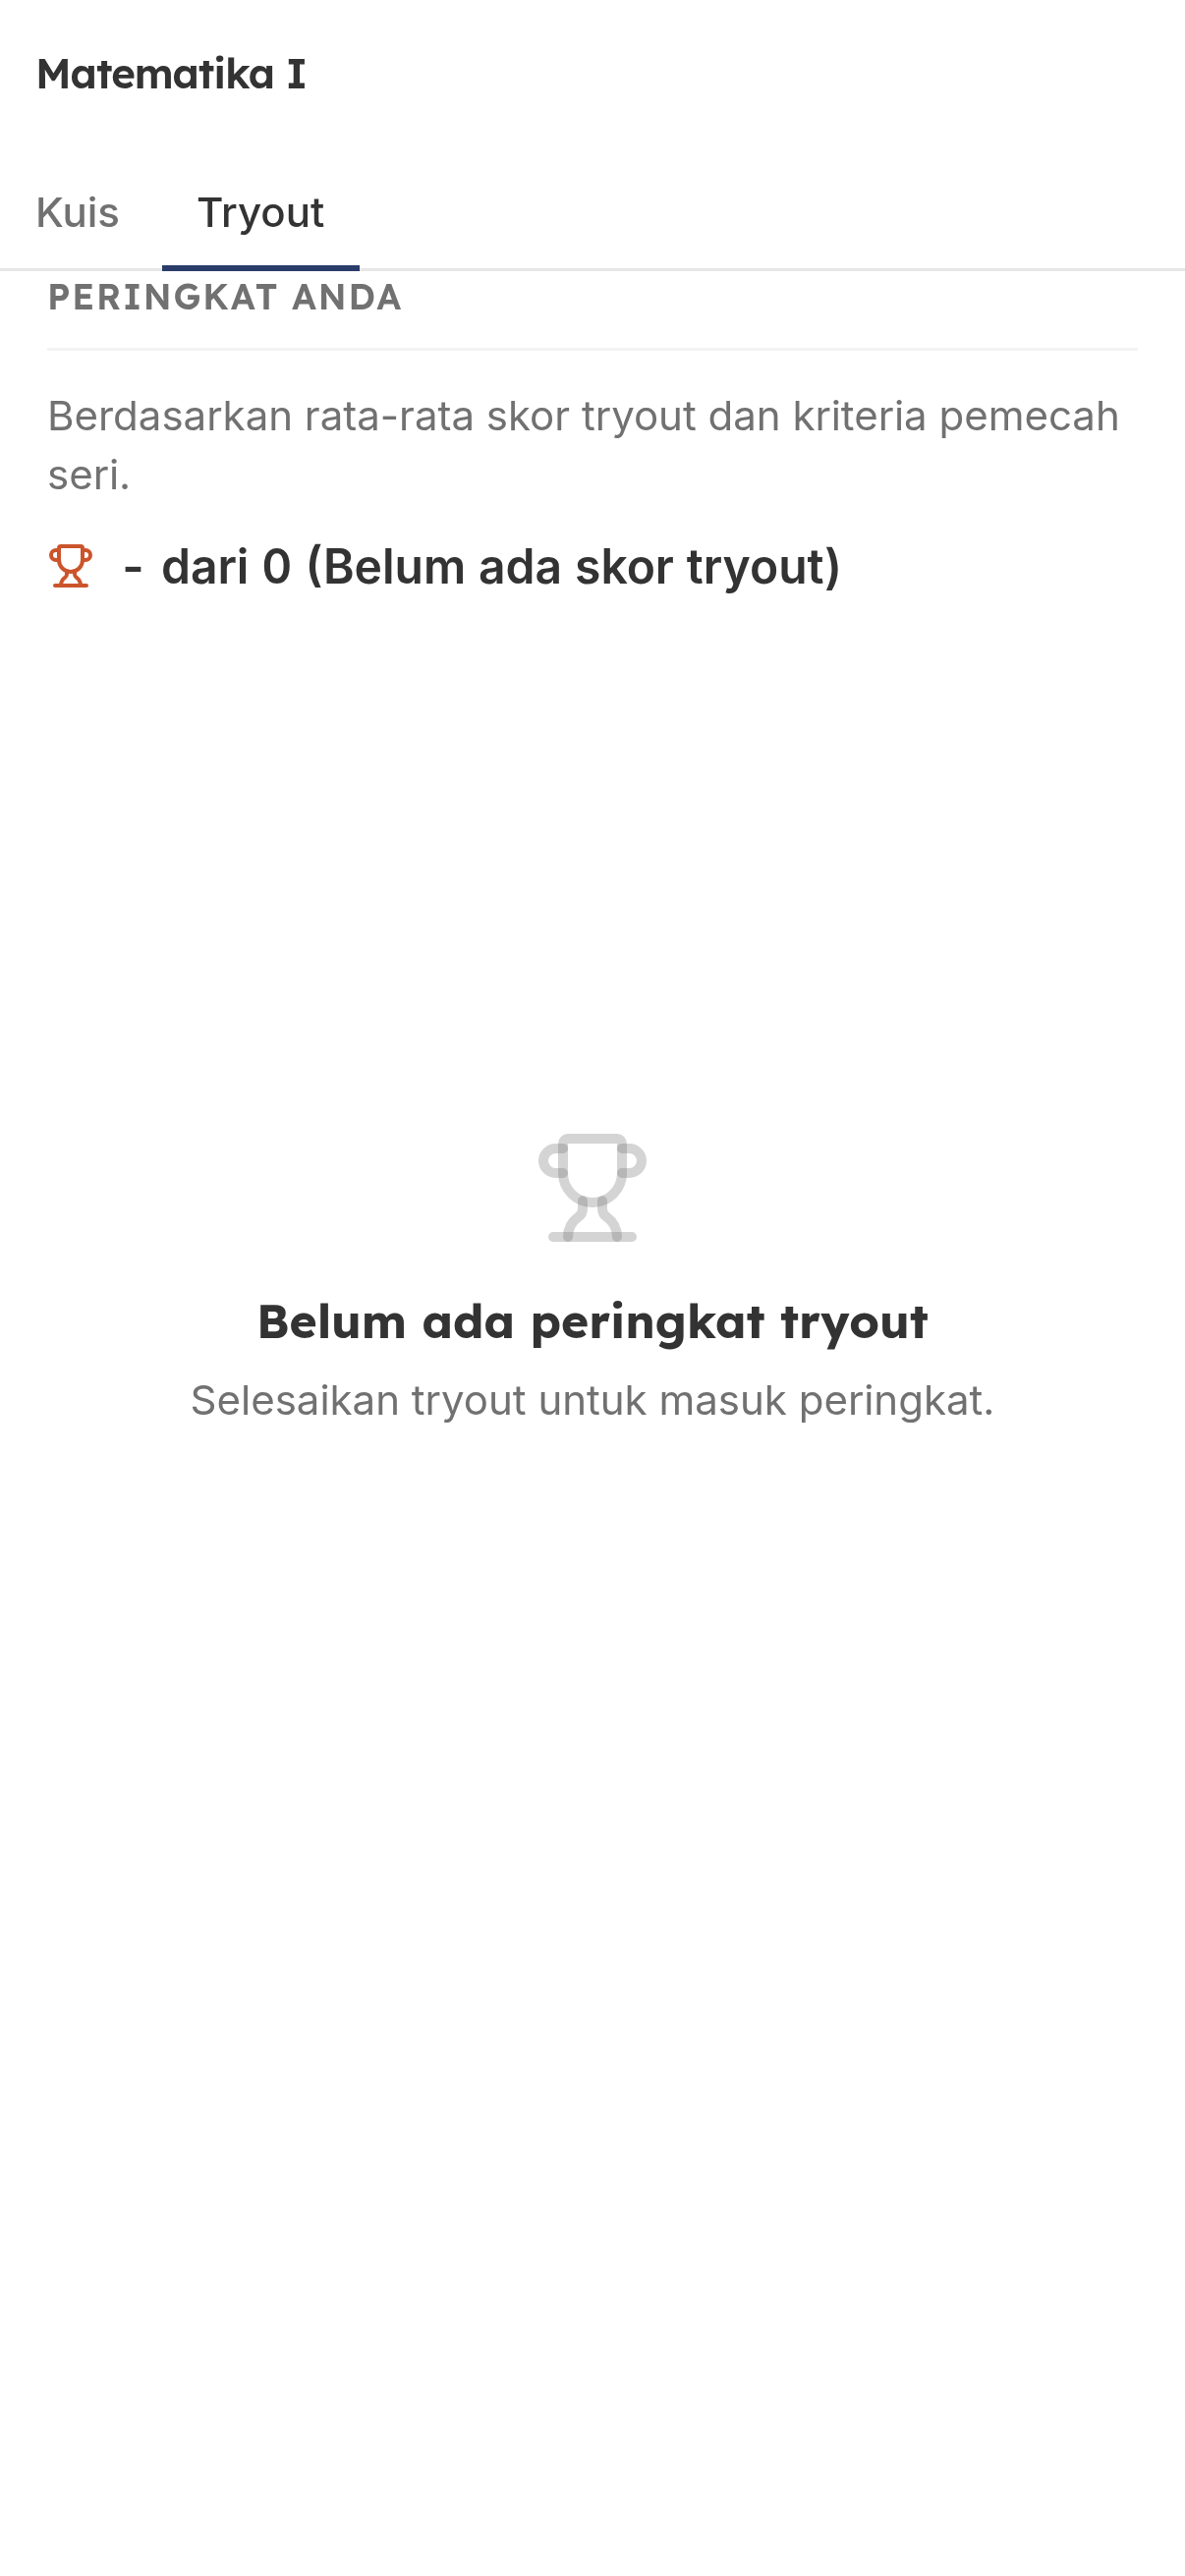 Matematika I
Kuis
Tryout
PERINGKAT ANDA
Berdasarkan rata-rata skor tryout dan kriteria pemecah
seri.
- dari 0 (Belum ada skor tryout)
Belum ada peringkat tryout
Selesaikan tryout untuk masuk peringkat.